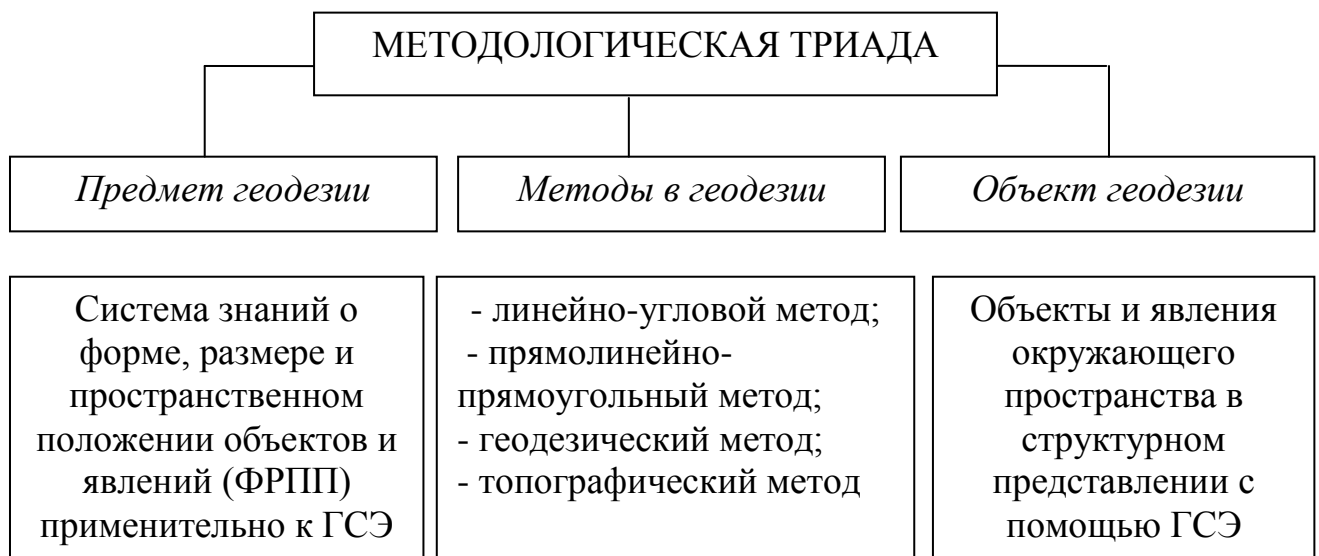 МЕТОДОЛОГИЧЕСКАЯ ТРИАДА
Предмет геодезии
Методы в геодезии
Объект геодезии
Система знаний о
форме, размере и
пространственном
положении объектов и
явлений (ФРПП)
применительно к ГСЭ
- линейно-угловой метод;
- прямолинейно-
прямоугольный метод;
- геодезический метод;
- топографический метод
Объекты и явления
окружающего
пространства в
структурном
представлении с
помощью ГСЭ